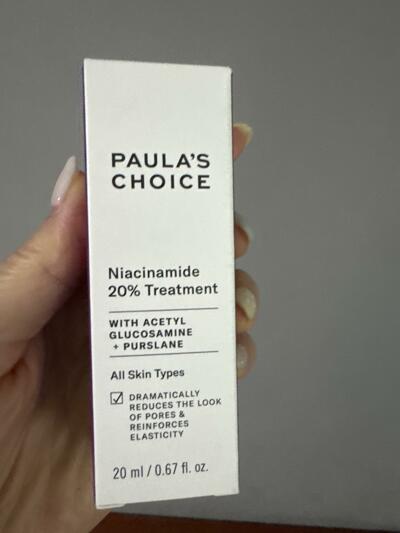 PAULA'S
CHOICE
Niacinamide
20% Treatment
WITH ACETYL
GLUCOSAMINE
+ PURSLANE
All Skin Types
DRAMATICALLY
REDUCES THE LOOK
OF PORES &
REINFORCES
ELASTICITY
20 ml / 0.67 fl. oz.